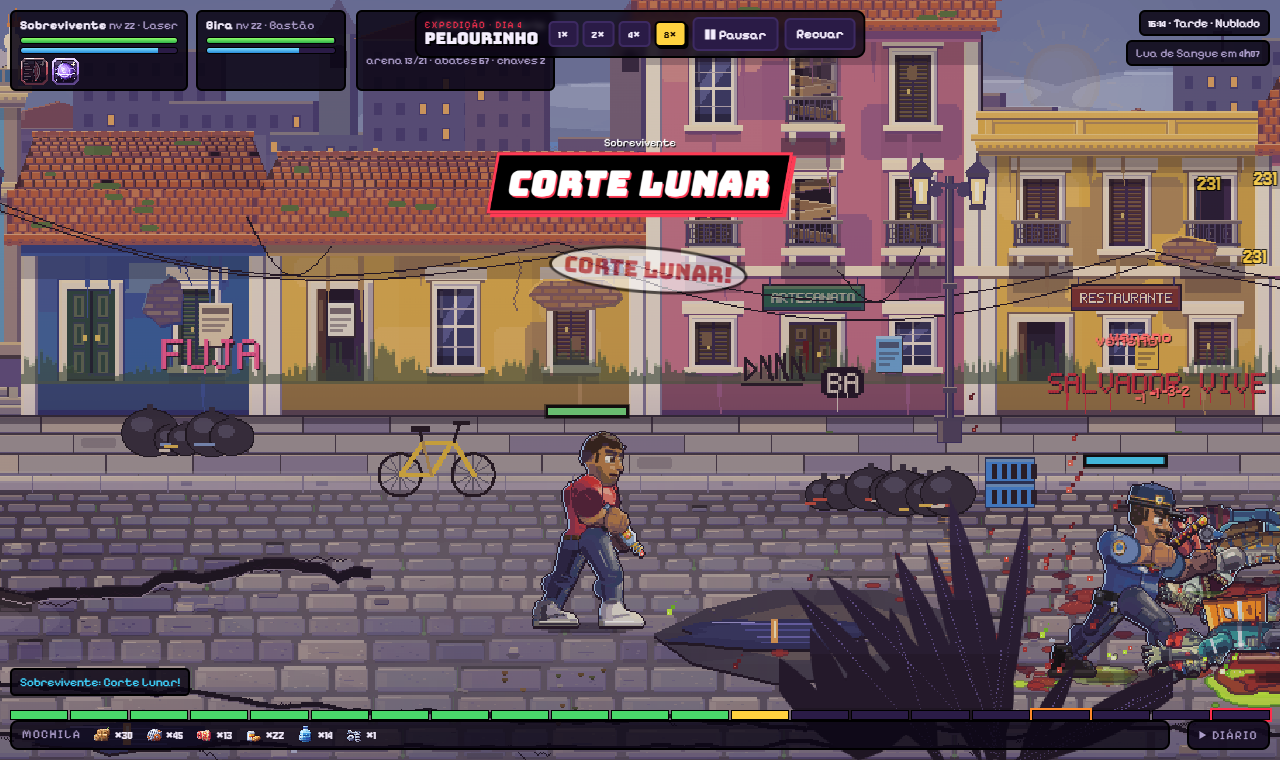 Sobrevivente nv 22 · Laser
Bira nv 22 · Bastão
EXPEDIÇÃO · DIA 4
PELOURINHO
arena 13/21 · abates 67 · chaves 2
1×
2×
4×
8×
Pausar
Recuar
15:14 · Tarde · Nublado
Lua de Sangue em 4h07
Sobrevivente
CORTE LUNAR
CORTE LUNAR!
231
231
231
ARTESANATO
RESTAURANTE
FUJA
BA
SALVADOR VIVE
Sobrevivente: Corte Lunar!
MOCHILA ×30 ×45 ×13 ×22 ×14 ×1
DIÁRIO